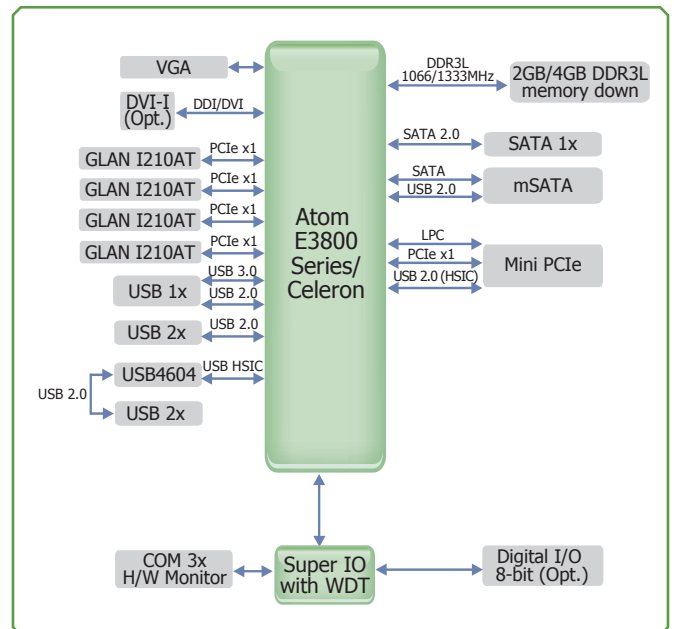 VGA
DVI-I
(Opt.)
DDI/DVI
GLAN I210AT
PCIe x1
GLAN I210AT
PCIe x1
GLAN I210AT
PCIe x1
GLAN I210AT
PCIe x1
USB 1x
USB 3.0
USB 2.0
USB 2x
USB 2.0
USB4604
USB HSIC
USB 2.0
USB 2x
Atom
E3800
Series/
Celeron
DDR3L
1066/1333MHz
2GB/4GB DDR3L
memory down
SATA 2.0
SATA 1x
SATA
USB 2.0
mSATA
LPC
PCIe x1
USB 2.0 (HSIC)
Mini PCIe
COM 3x
H/W Monitor
Super IO
with WDT
Digital I/O
8-bit (Opt.)